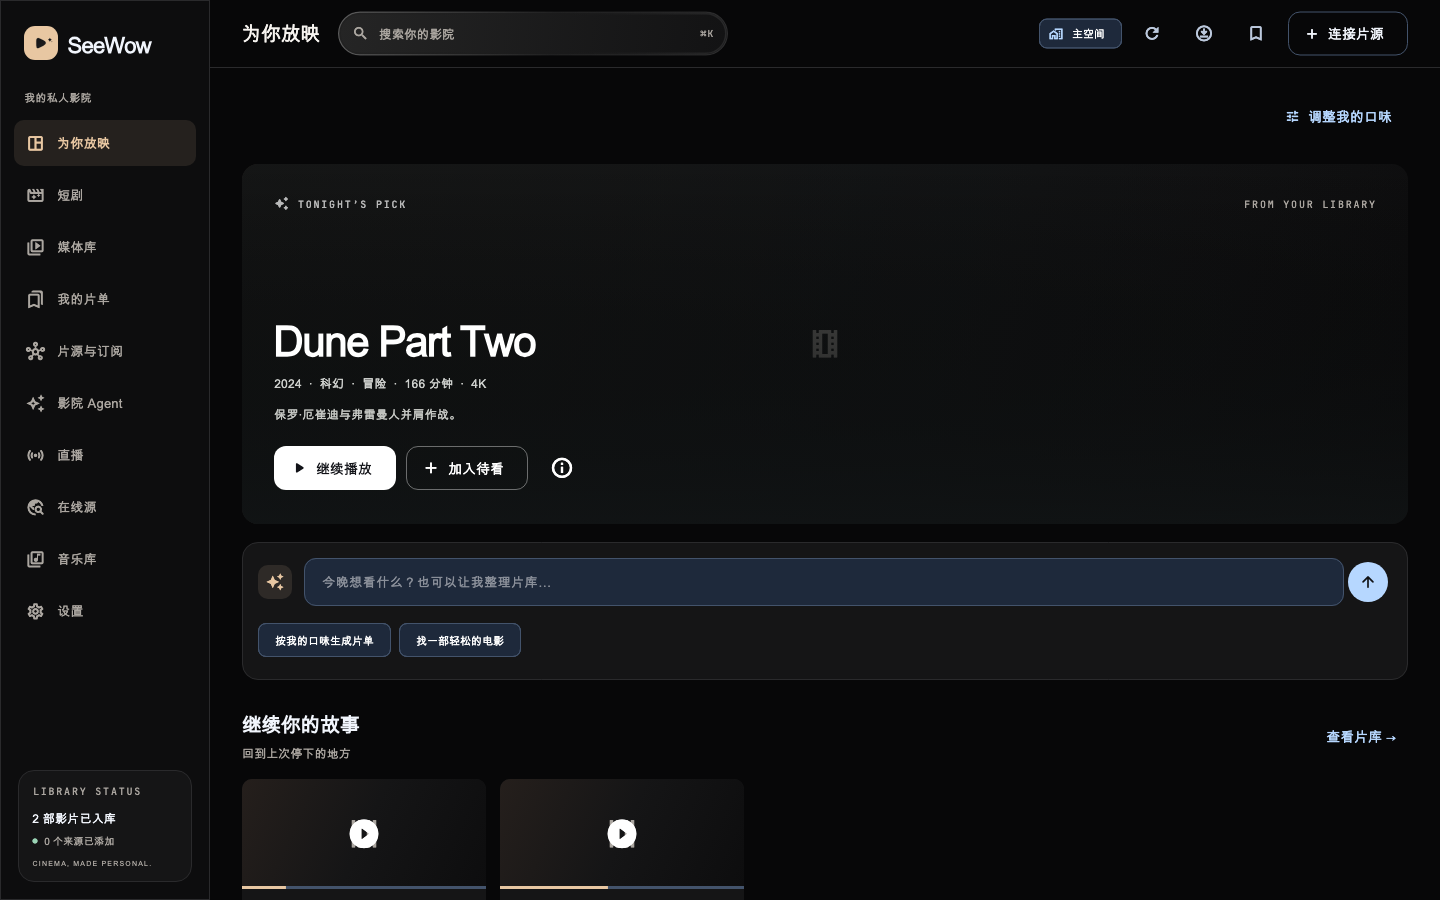 SeeWow
我的私人影院
为你放映
短剧
媒体库
我的片单
片源与订阅
影院 Agent
直播
在线源
音乐库
设置
LIBRARY STATUS
2 部影片已入库
0 个来源已添加
CINEMA, MADE PERSONAL.
为你放映
搜索你的影院
⌘K
主空间
连接片源
调整我的口味
TONIGHT'S PICK
FROM YOUR LIBRARY
Dune Part Two
2024 · 科幻 · 冒险 · 166 分钟 · 4K
保罗·厄崔迪与弗雷曼人并肩作战。
继续播放
加入待看
今晚想看什么？也可以让我整理片库...
按我的口味生成片单
找一部轻松的电影
继续你的故事
回到上次停下的地方
查看片库 →